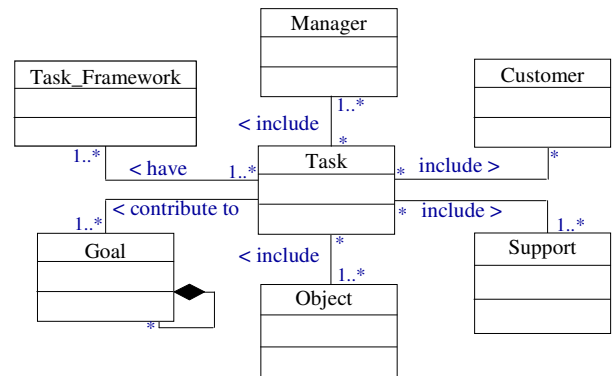 Manager
Task_Framework
Customer
1..*
< include
*
1..*
*
Task
< have
1..*
*
include >
< contribute to
*
include >
1..*
1..*
Goal
< include
*
Support
1..*
Object
*